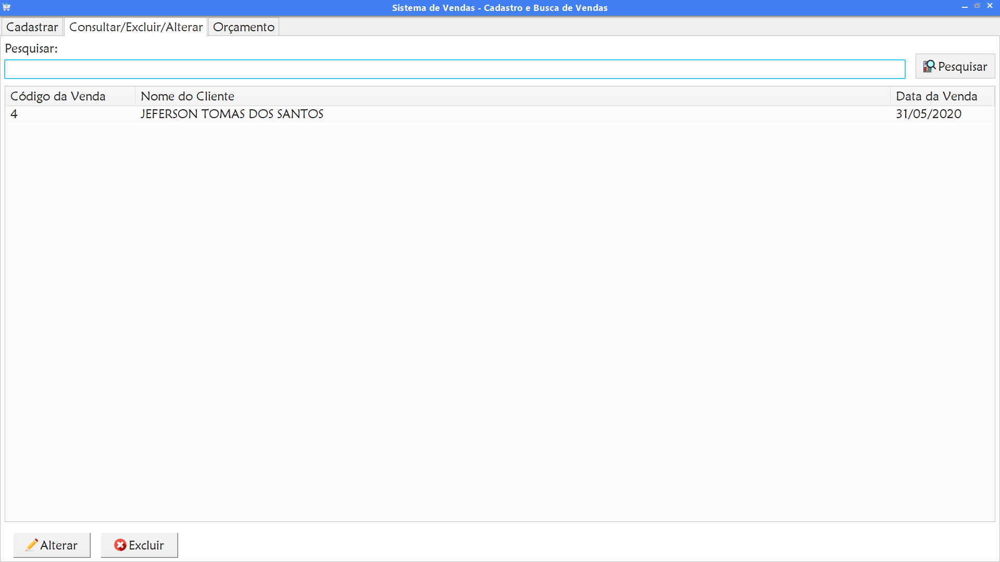 Sistema de Vendas - Cadastro e Busca de Vendas
Cadastrar Consultar/Excluir/Alterar Orçamento
Pesquisar:
Pesquisar
Código da Venda Nome do Cliente Data da Venda
4 JEFERSON TOMAS DOS SANTOS 31/05/2020
Alterar Excluir